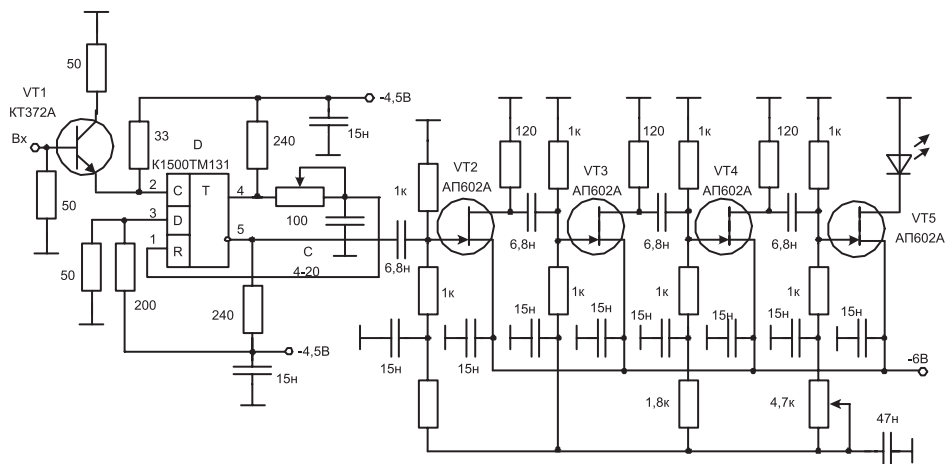 50
VT1
КТ372А
Вх
50
33
D
К1500ТМ131
240
15н
-4,5В
2
С
Т
3
D
1
R
4
5
100
С
4-20
50
200
240
-4,5В
15н
6,8н
1к
VT2
АП602А
120
1к
6,8н
1к
VT3
АП602А
120
1к
6,8н
1к
VT4
АП602А
120
1к
6,8н
1к
VT5
АП602А
1к
15н
15н
15н
15н
15н
15н
15н
15н
-6В
1,8к
4,7к
47н